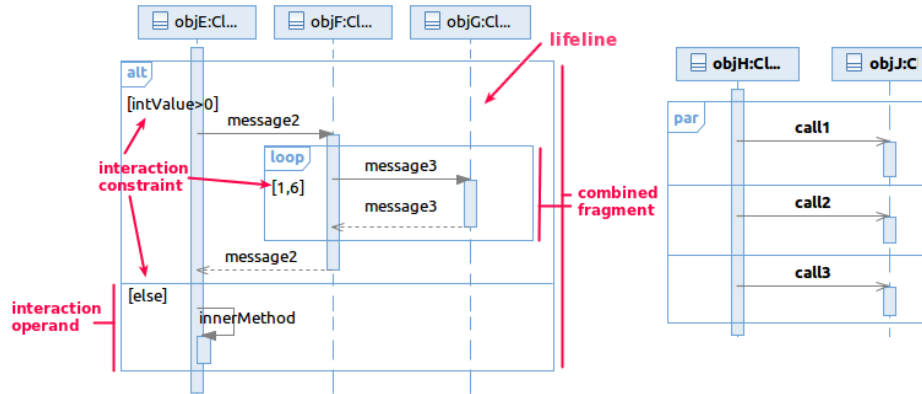 objE:Cl...
objF:Cl...
objG:Cl...
lifeline
objH:Cl...
objJ:C
alt
[intValue>0]
message2
par
call1
loop
message3
interaction
constraint
[1,6]
combined
fragment
message3
call2
message2
call3
[else]
interaction
operand
innerMethod